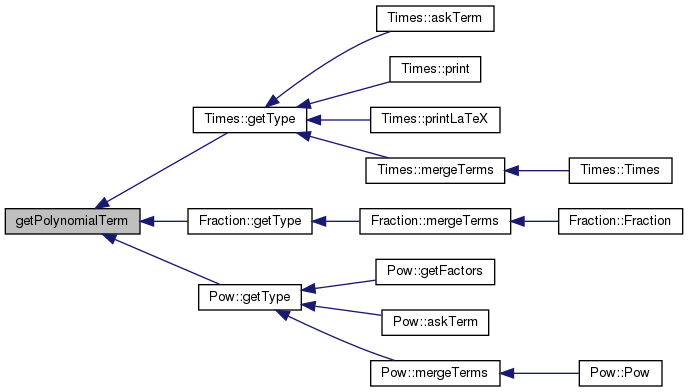 Times::askTerm
Times::print
Times::getType
Times::printLaTeX
Times::mergeTerms
Times::Times
getPolynomialTerm
Fraction::getType
Fraction::mergeTerms
Fraction::Fraction
Pow::getFactors
Pow::getType
Pow::askTerm
Pow::mergeTerms
Pow::Pow